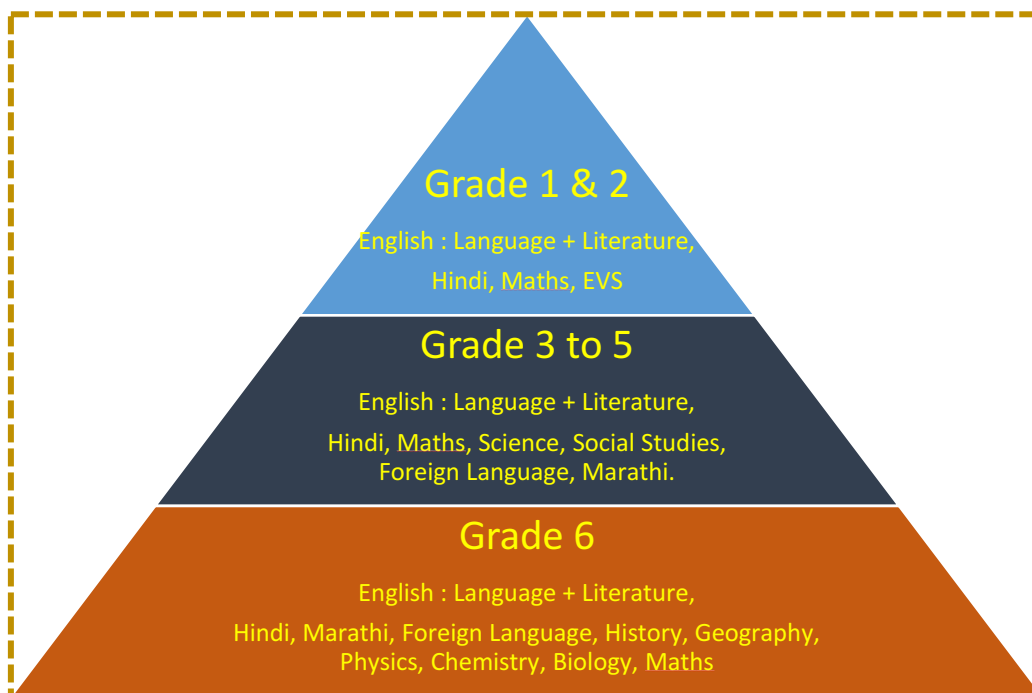 Grade 1 & 2
English : Language + Literature,
Hindi, Maths, EVS
Grade 3 to 5
English : Language + Literature,
Hindi, Maths, Science, Social Studies,
Foreign Language, Marathi.
Grade 6
English : Language + Literature,
Hindi, Marathi, Foreign Language, History, Geography,
Physics, Chemistry, Biology, Maths